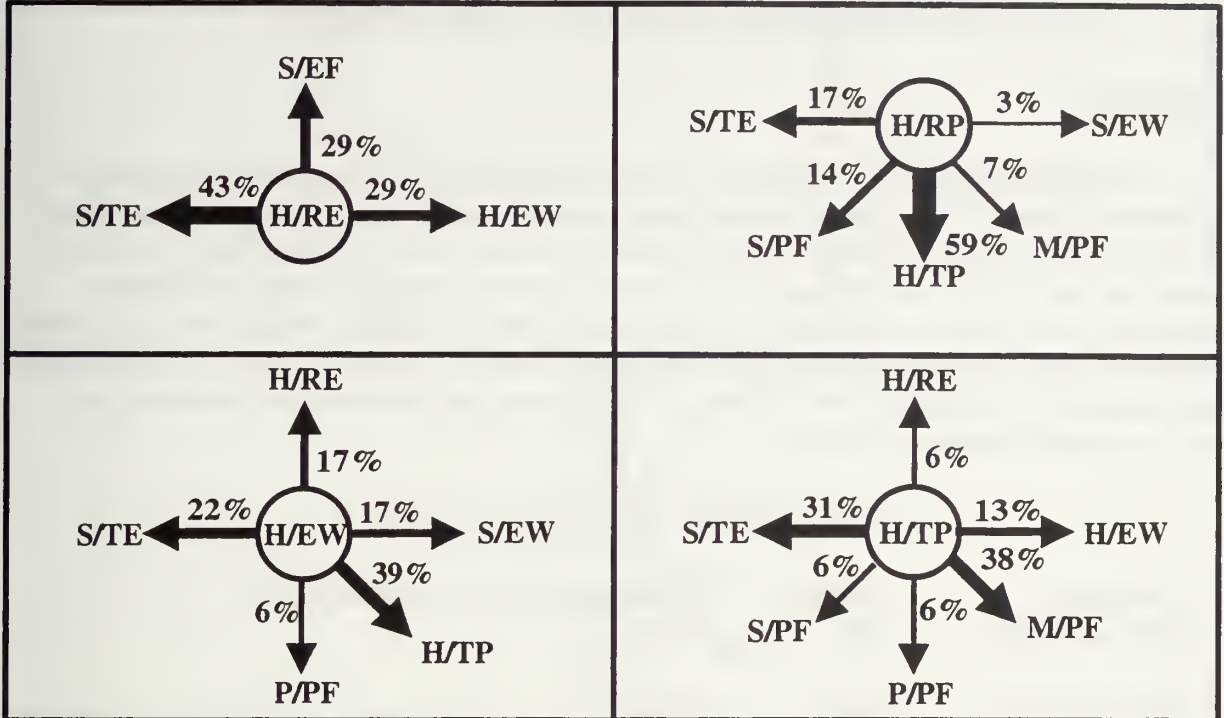 S/EF
29%
43%
29%
S/TE
H/RE
H/EW
17%
3%
S/TE
H/RP
S/EW
14%
7%
S/PF
59%
M/PF
H/TP
H/RE
17%
22%
17%
S/TE
H/EW
S/EW
39%
6%
H/TP
P/PF
H/RE
6%
31%
13%
S/TE
H/TP
H/EW
6%
38%
6%
S/PF
M/PF
P/PF